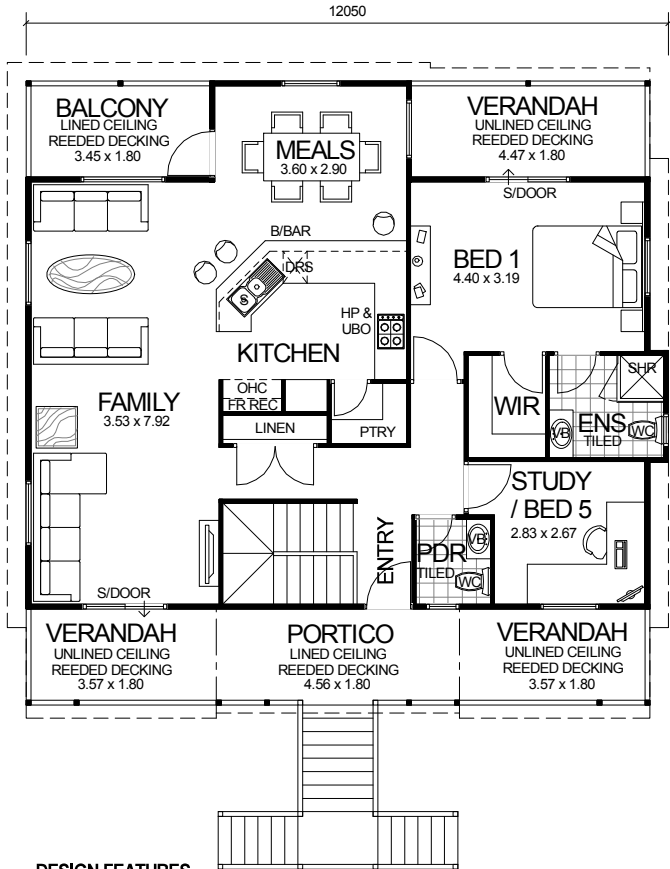 12050
BALCONY
LINED CEILING
REEDED DECKING
3.45 x 1.80
MEALS
3.60 x 2.90
VERANDAH
UNLINED CEILING
REEDED DECKING
4.47 x 1.80
S/DOOR
B/BAR
DRS
S
BED 1
4.40 x 3.19
HP &
UBO
KITCHEN
FAMILY
3.53 x 7.92
OHC
FR REC
LINEN
PTRY
WIR
SHR
ENS
TILED
VB
WC
STUDY
/ BED 5
2.83 x 2.67
ENTRY
PDR
TILED
VB
WC
S/DOOR
VERANDAH
UNLINED CEILING
REEDED DECKING
3.57 x 1.80
PORTICO
LINED CEILING
REEDED DECKING
4.56 x 1.80
VERANDAH
UNLINED CEILING
REEDED DECKING
3.57 x 1.80
DESIGN FEATURES